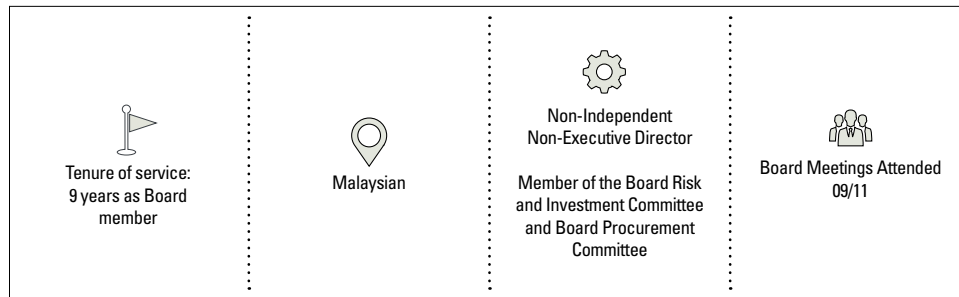 Tenure of service:
9 years as Board
member
Malaysian
Non-Independent
Non-Executive Director
Member of the Board Risk
and Investment Committee
and Board Procurement
Committee
Board Meetings Attended
09/11